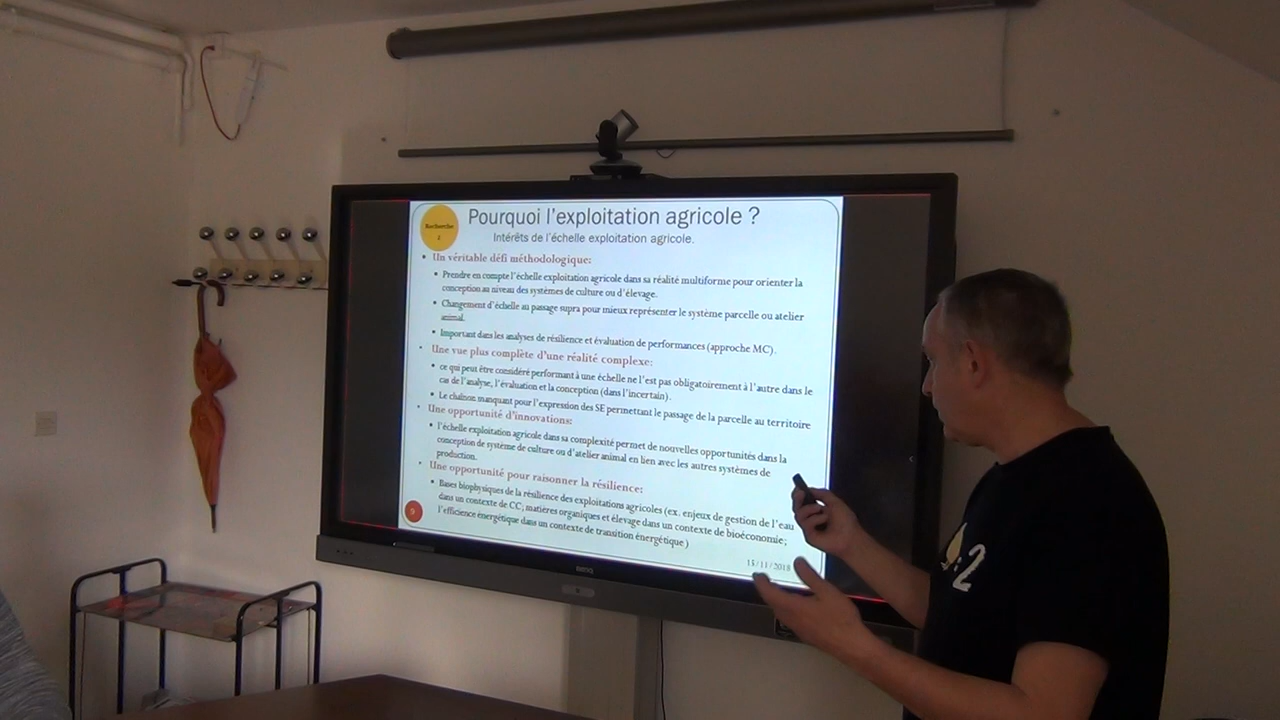 Recherche
2
Pourquoi l'exploitation agricole ?
Intérêts de l'échelle exploitation agricole.
• Un véritable défi méthodologique:
• Prendre en compte l'échelle exploitation agricole dans sa réalité multiforme pour orienter la
conception au niveau des systèmes de culture ou d'élevage.
• Changement d'échelle au passage supra pour mieux représenter le système parcelle ou atelier
animal.
• Important dans les analyses de résilience et évaluation de performances (approche MC).
• Une vue plus complète d'une réalité complexe:
• ce qui peut être considéré performant à une échelle ne l'est pas obligatoirement à l'autre dans le
cas de l'analyse, l'évaluation et la conception (dans l'incertain).
• Le chaînon manquant pour l'expression des SE permettant le passage de la parcelle au territoire
• Une opportunité d'innovations:
• l'échelle exploitation agricole dans sa complexité permet de nouvelles opportunités dans la
conception de système de culture ou d'atelier animal en lien avec les autres systèmes de
production.
• Une opportunité pour raisonner la résilience:
• Bases biophysiques de la résilience des exploitations agricoles (ex. enjeux de gestion de l'eau
dans un contexte de CC; matières organiques et élevage dans un contexte de bioéconomie;
l'efficience énergétique dans un contexte de transition énergétique)
9
15/11/2018
BenQ
2